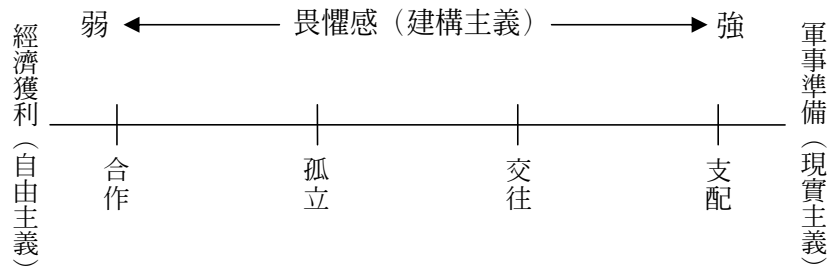 弱 畏懼感（建構主義） 強
經濟獲利（自由主義）
軍事準備（現實主義）
合作
孤立
交往
支配